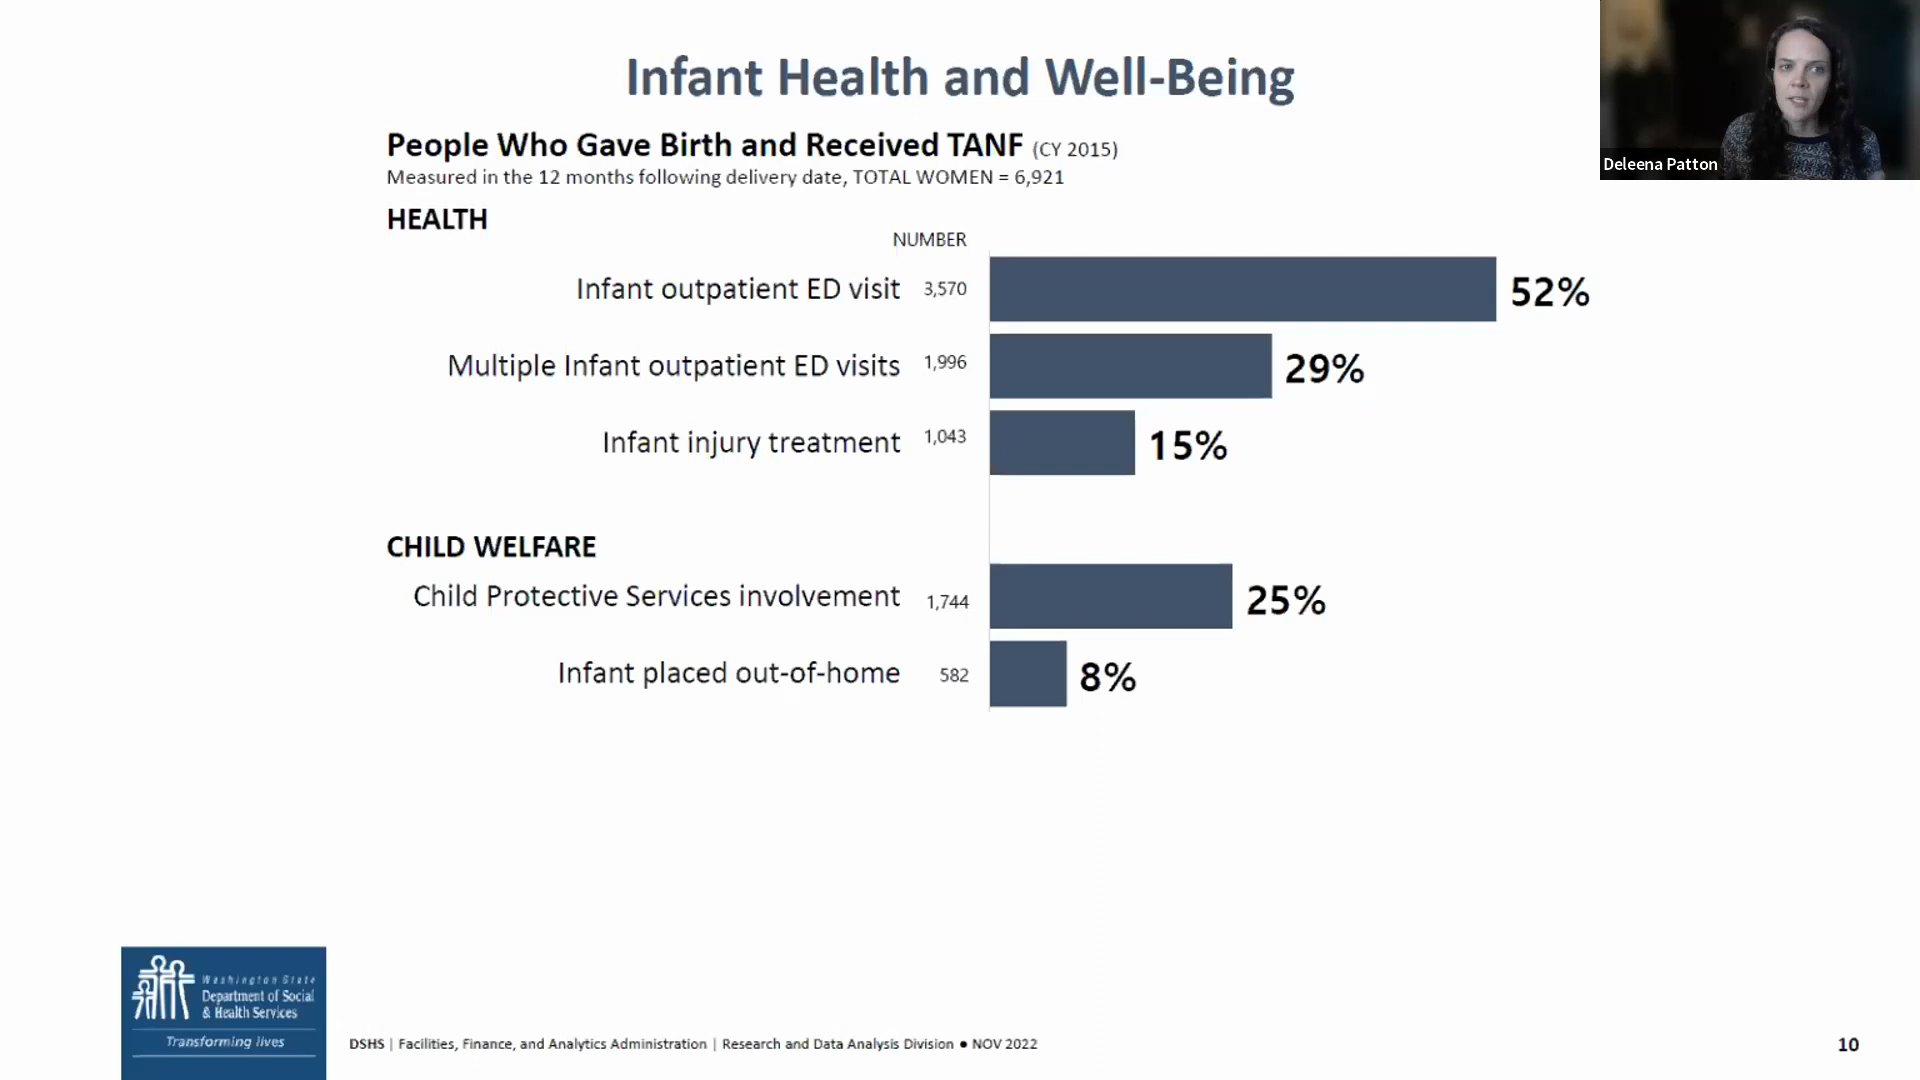 Infant Health and Well-Being
Deleena Patton
People Who Gave Birth and Received TANF (CY 2015)
Measured in the 12 months following delivery date, TOTAL WOMEN = 6,921
HEALTH
NUMBER
Infant outpatient ED visit 3,570 52%
Multiple Infant outpatient ED visits 1,996 29%
Infant injury treatment 1,043 15%
CHILD WELFARE
Child Protective Services involvement 1,744 25%
Infant placed out-of-home 582 8%
Washington State
Department of Social
& Health Services
Transforming lives
DSHS | Facilities, Finance, and Analytics Administration | Research and Data Analysis Division ● NOV 2022
10